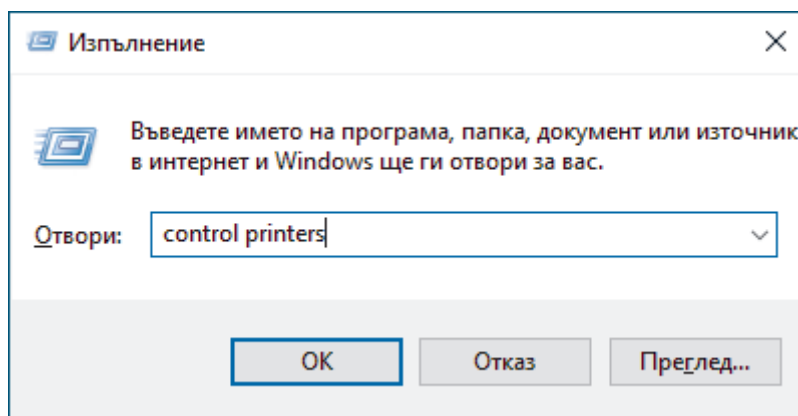 Изпълнение
Въведете името на програма, папка, документ или източник
в интернет и Windows ще ги отвори за вас.
Отвори: control printers
OK Отказ Преглед...